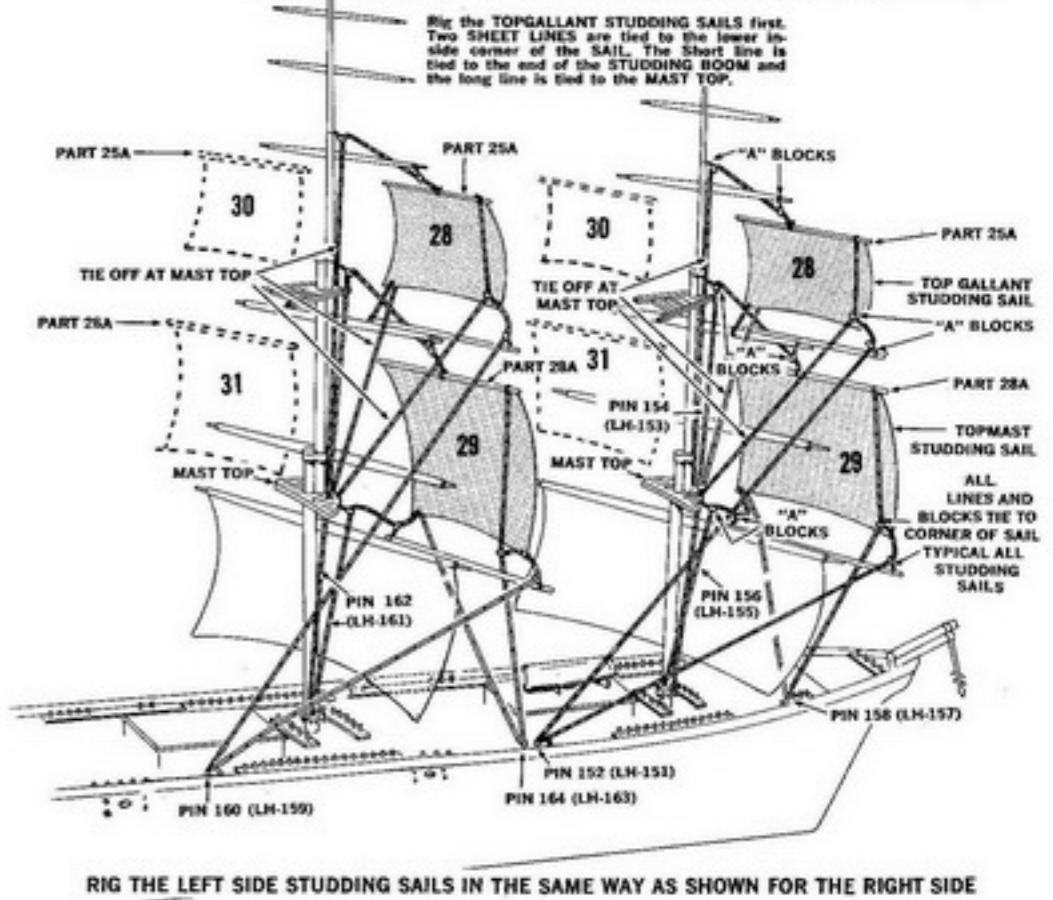 Rig the TOPGALLANT STUDDING SAILS first.
Two SHEET LINES are tied to the lower in-
side corner of the SAIL. The Short line is
tied to the end of the STUDDING BOOM and
the long line is tied to the MAST TOP.
PART 25A
PART 25A
"A" BLOCKS
30
28
30
28
PART 25A
TIE OFF AT MAST TOP
TIE OFF AT
MAST TOP
TOP GALLANT
STUDDING SAIL
"A" BLOCKS
PART 28A
31
PART 28A
31
"A"
BLOCKS
PART 28A
PIN 154
(LH-153)
29
29
TOPMAST
STUDDING SAIL
MAST TOP
MAST TOP
ALL
LINES AND
BLOCKS TIE TO
CORNER OF SAIL
TYPICAL ALL
STUDDING
SAILS
"A"
BLOCKS
PIN 162
(LH-161)
PIN 156
(LH-155)
PIN 158 (LH-157)
PIN 152 (LH-151)
PIN 164 (LH-163)
PIN 160 (LH-159)
RIG THE LEFT SIDE STUDDING SAILS IN THE SAME WAY AS SHOWN FOR THE RIGHT SIDE